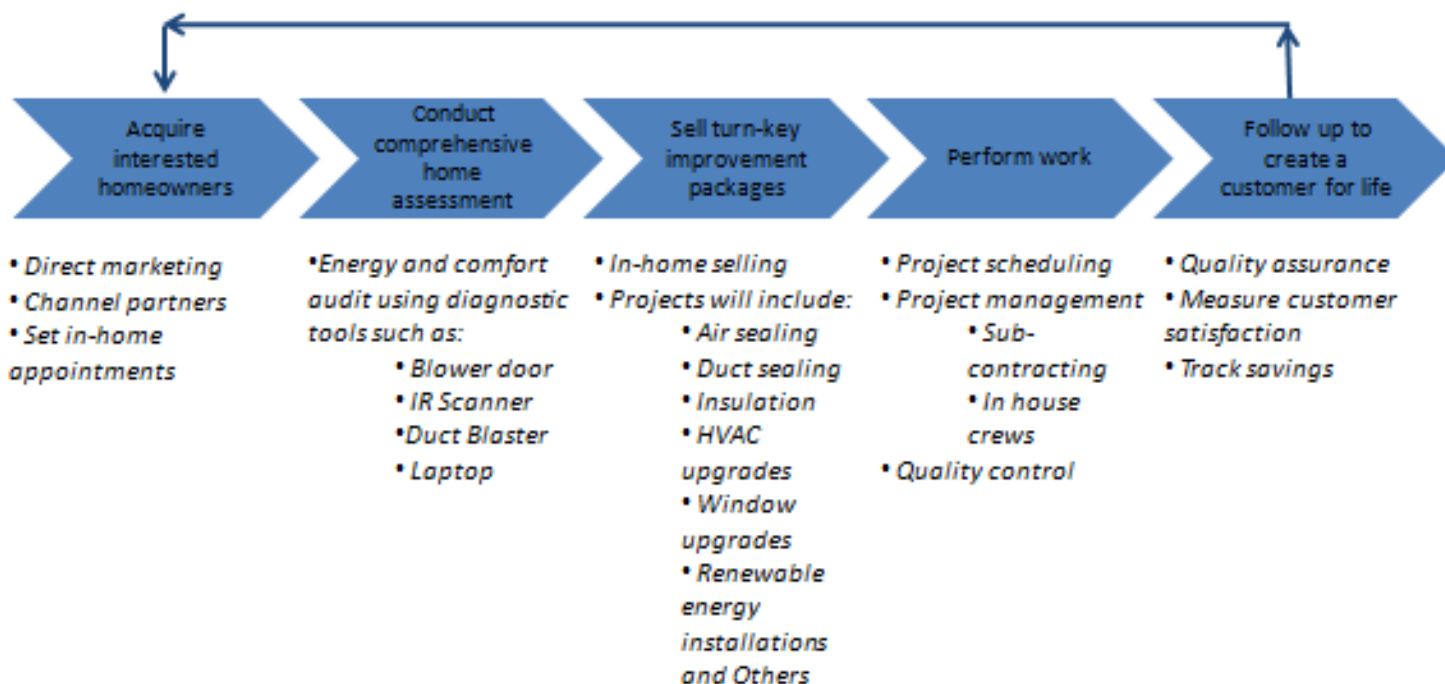 Acquire
interested
homeowners
Conduct
comprehensive
home
assessment
Sell turn-key
improvement
packages
Perform work
Follow up to
create a
customer for life
• Direct marketing
• Channel partners
• Set in-home
appointments
•Energy and comfort
audit using diagnostic
tools such as:
• Blower door
• IR Scanner
•Duct Blaster
• Laptop
• In-home selling
• Projects will include:
• Air sealing
• Duct sealing
• Insulation
• HVAC
upgrades
• Window
upgrades
• Renewable
energy
installations
and Others
• Project scheduling
• Project management
• Sub-
contracting
• In house
crews
• Quality control
• Quality assurance
• Measure customer
satisfaction
• Track savings